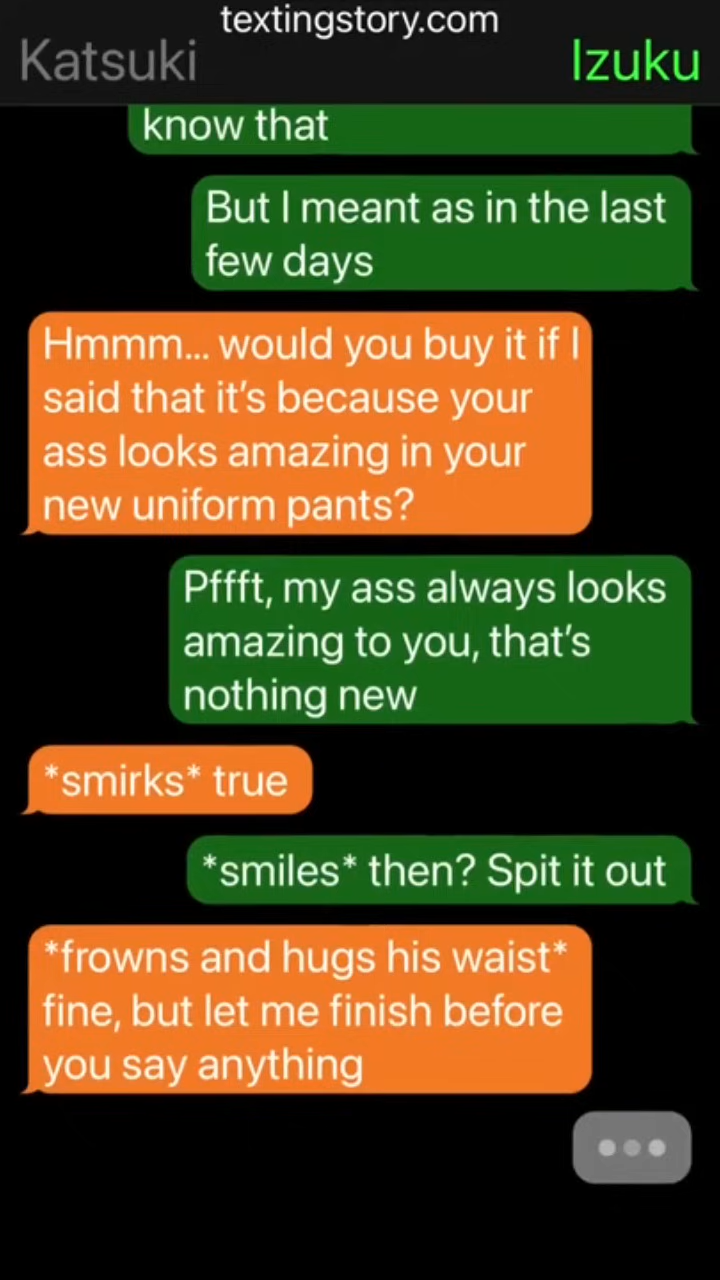 textingstory.com
Katsuki
Izuku
know that
But I meant as in the last
few days
Hmmm... would you buy it if I
said that it’s because your
ass looks amazing in your
new uniform pants?
Pffft, my ass always looks
amazing to you, that’s
nothing new
*smirks* true
*smiles* then? Spit it out
*frowns and hugs his waist*
fine, but let me finish before
you say anything